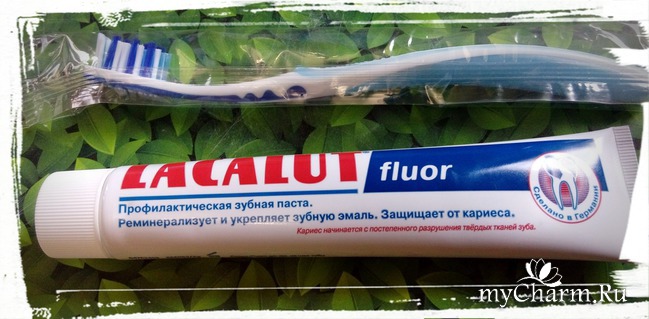 LACALUT fluor
Профилактическая зубная паста.
Реминерализует и укрепляет зубную эмаль. Защищает от кариеса.
Кариес начинается с постепенного разрушения твёрдых тканей зуба.
Сделано в Германии
myCharm.Ru